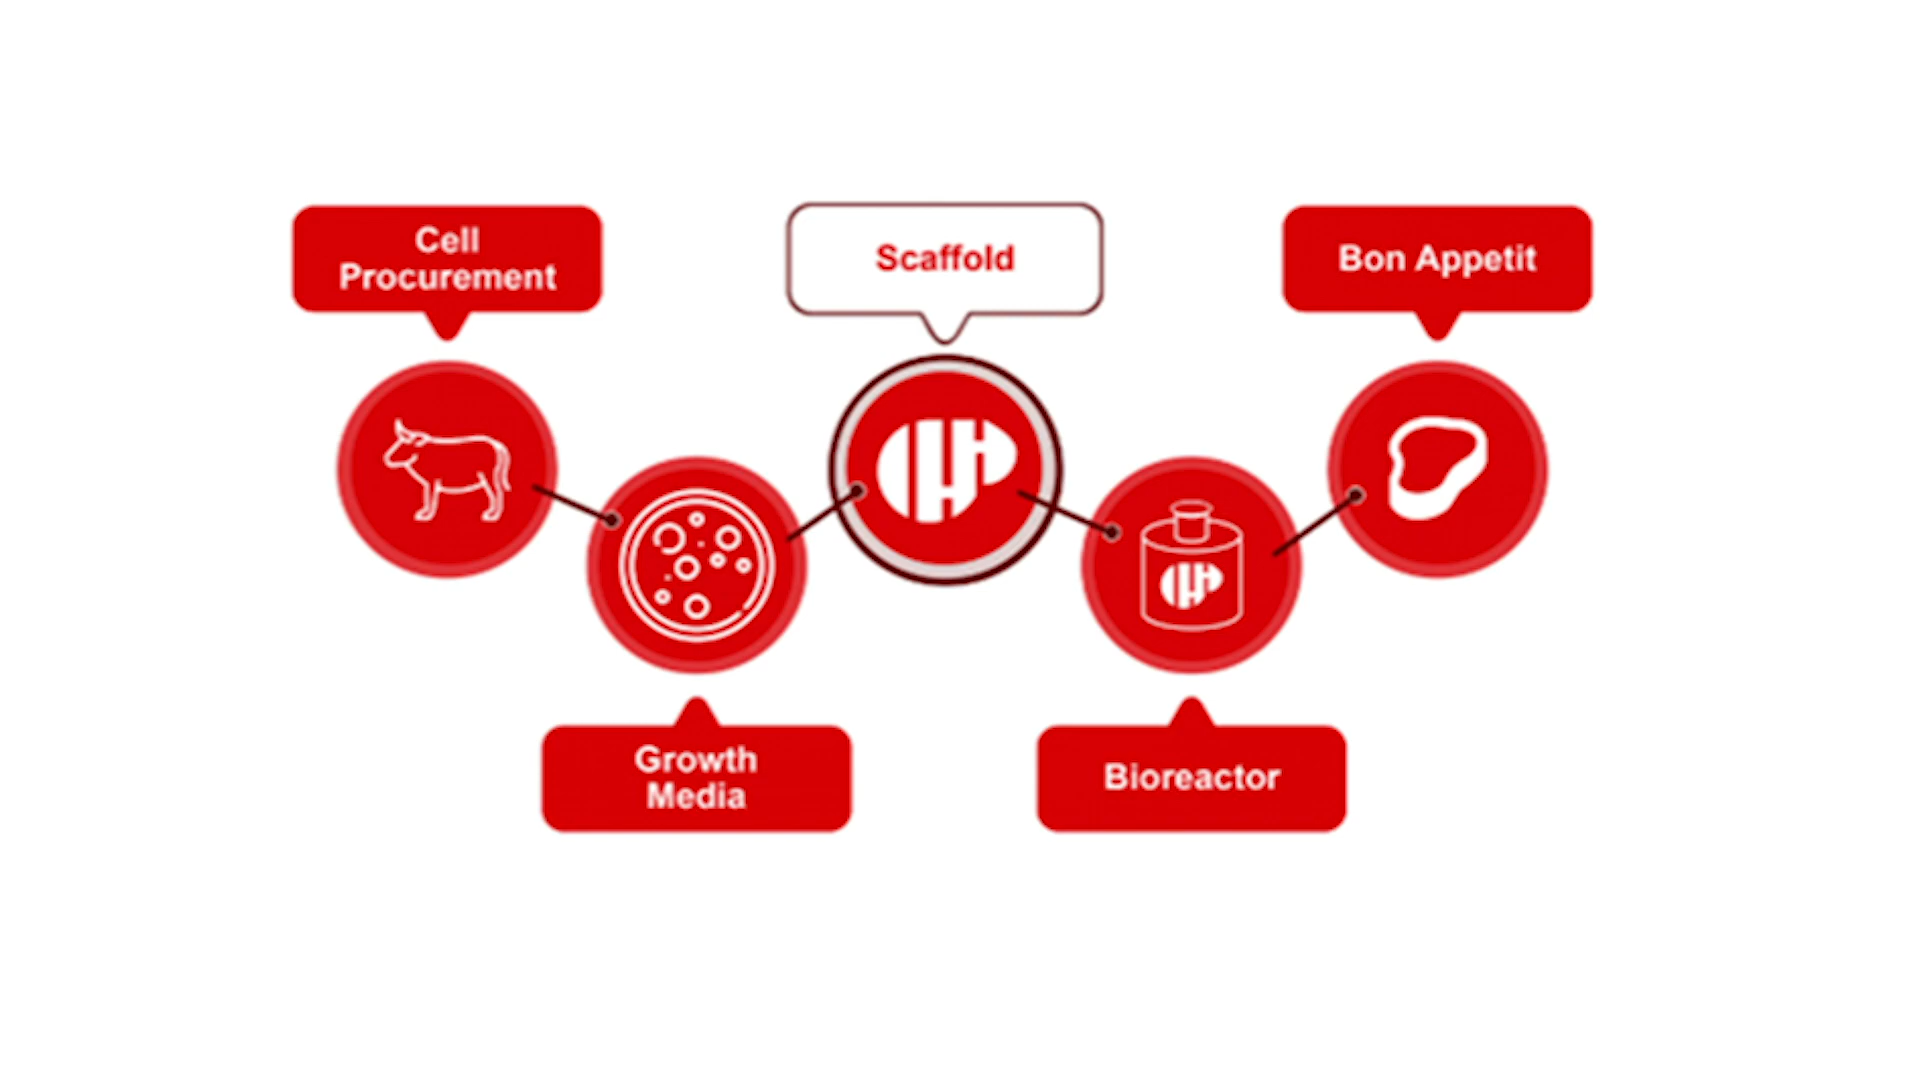 Cell
Procurement
Scaffold
Bon Appetit
Growth
Media
Bioreactor